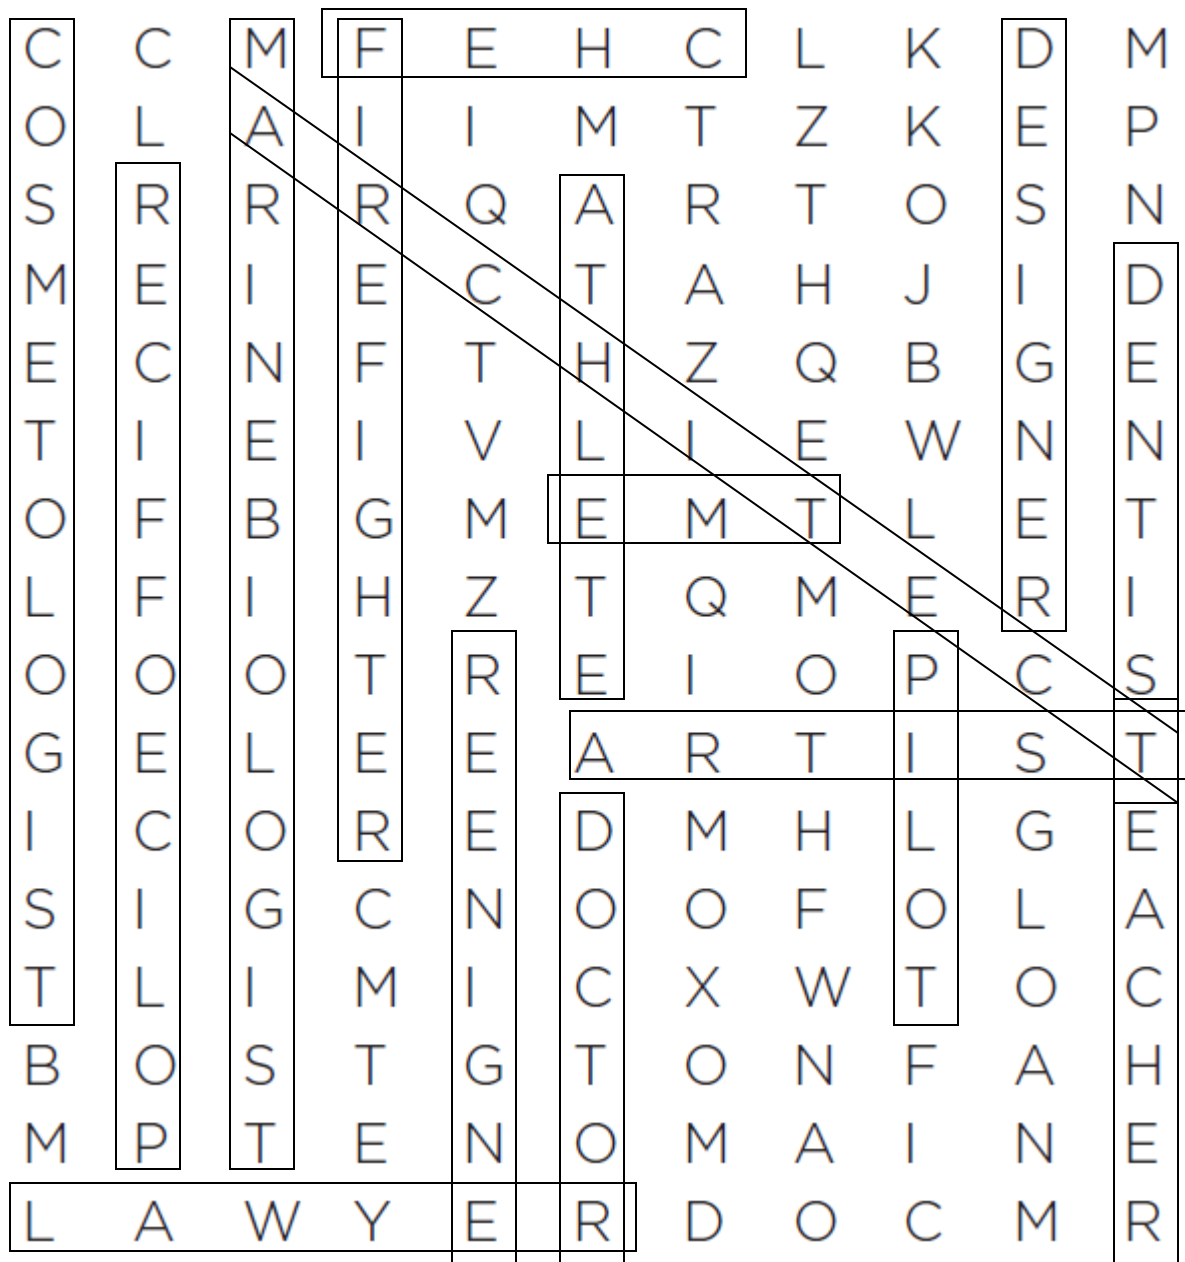 C C M F E H C L K D M
O L A I I M T Z K E P
S R R R Q A R T O S N
M E I E C T A H J I D
E C N F T H Z Q B G E
T I E I V L I E W N N
O F B G M E M T L E T
L F I H Z T Q M E R I
O O O T R E I O P C S
G E L E E A R T I S T
I C O R E D M H L G E
S I G C N O O F O L A
T L I M I C X W T O C
B O S T G T O N F A H
M P T E N O M A I N E
L A W Y E R D O C M R